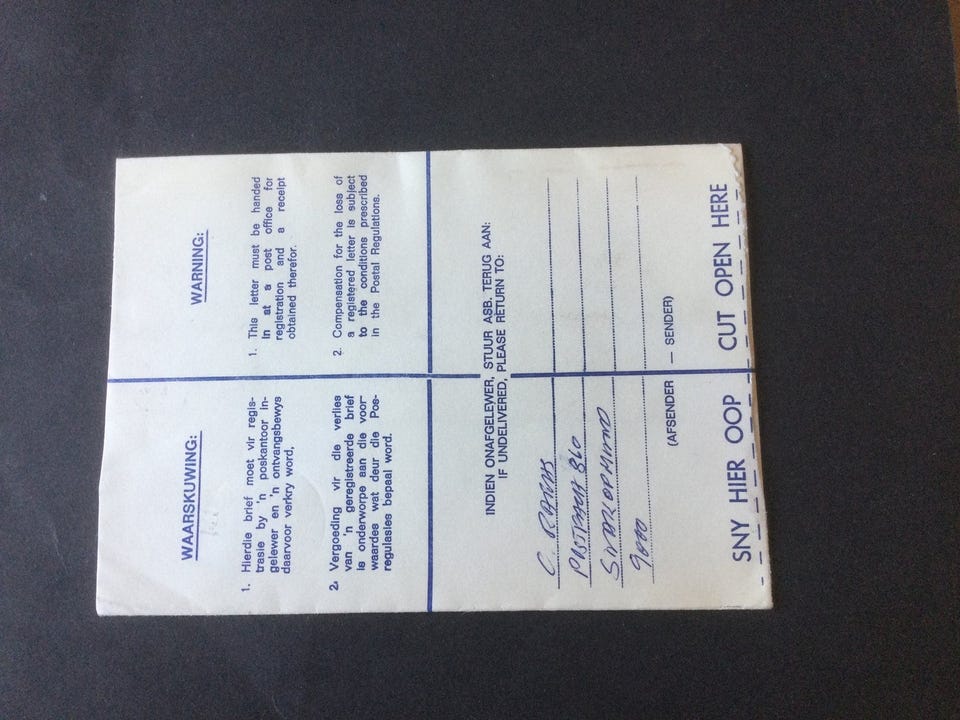 WAARSKUWING:
1. Hierdie brief moet vir regis-
trasie by 'n poskantoor in-
gelewer en 'n ontvangsbewys
daarvoor verkry word,
2. Vergoeding vir die verlies
van 'n geregistreerde brief
is onderworpe aan die voor-
waardes wat deur die Pos-
regulasies bepaal word.
WARNING:
1. This letter must be handed
in at a post office for
registration and a receipt
obtained therefor.
2. Compensation for the loss of
a registered letter is subject
to the conditions prescribed
in the Postal Regulations.
INDIEN ONAFGELEWER, STUUR ASB. TERUG AAN:
IF UNDELIVERED, PLEASE RETURN TO:
C.
860
SWAKOPMUND
9000
(AFSENDER — SENDER)
SNY HIER OOP CUT OPEN HERE